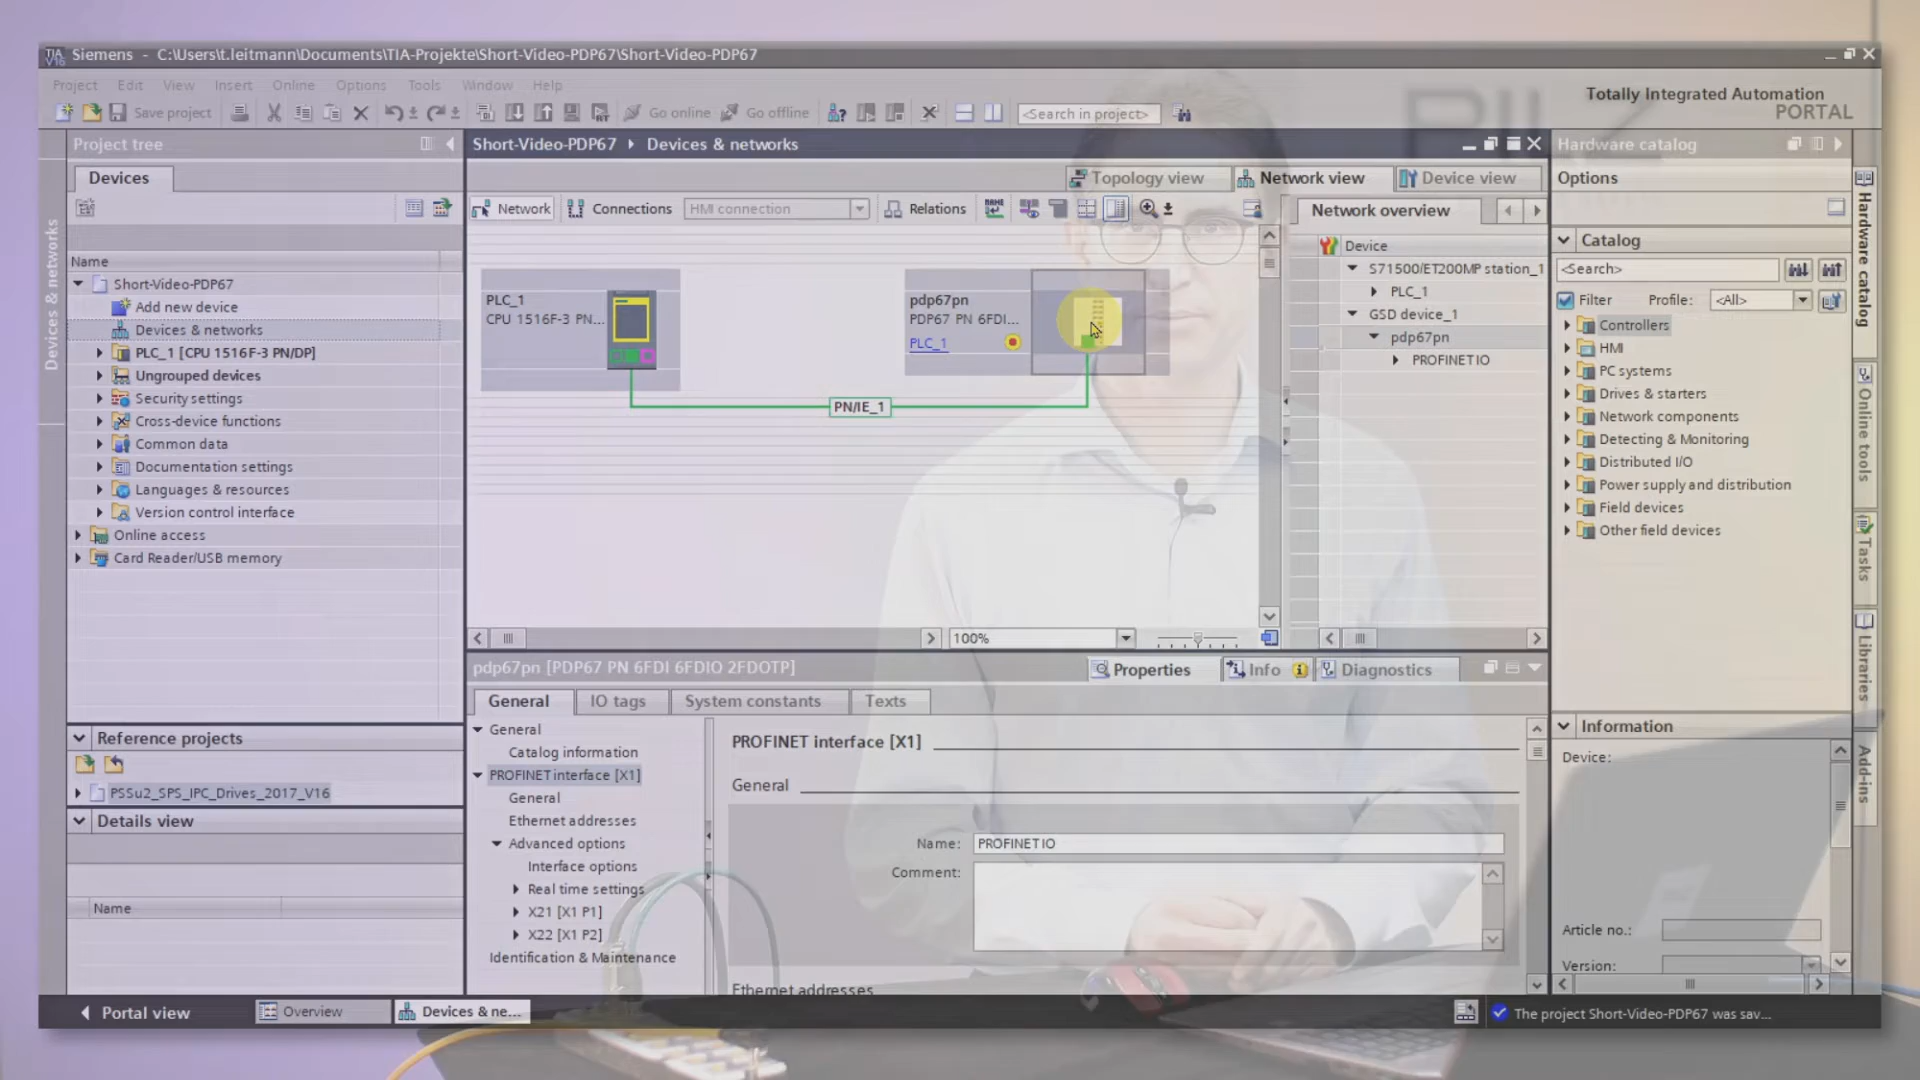 Siemens - C:\Users\t.leitmann\Documents\TIA-Projekte\Short-Video-PDP67\Short-Video-PDP67
Project Edit View Insert Online Options Tools Window Help
Totally Integrated Automation
PORTAL
Save project
Go online
Go offline
<Search in project>
PILZ
Project tree
Devices
Name
Short-Video-PDP67
Add new device
Devices & networks
PLC_1 [CPU 1516F-3 PN/DP]
Ungrouped devices
Security settings
Cross-device functions
Common data
Documentation settings
Languages & resources
Version control interface
Online access
Card Reader/USB memory
Reference projects
PSSu2_SPS_IPC_Drives_2017_V16
Details view
Name
Devices & networks
Short-Video-PDP67 Devices & networks
Topology view Network view Device view
Network Connections HMI connection Relations
PLC_1
CPU 1516F-3 PN...
pdp67pn
PDP67 PN 6FDI...
PLC_1
PN/IE_1
100%
Network overview
Device
S71500/ET200MP station_1
PLC_1
GSD device_1
pdp67pn
PROFINET IO
pdp67pn [PDP67 PN 6FDI 6FDIO 2FDOTP]
Properties Info Diagnostics
General IO tags System constants Texts
General
Catalog information
PROFINET interface [X1]
General
Ethernet addresses
Advanced options
Interface options
Real time settings
X21 [X1 P1]
X22 [X1 P2]
Identification & Maintenance
PROFINET interface [X1]
General
Name: PROFINET IO
Comment:
Ethernet addresses
Hardware catalog
Options
Catalog
<Search>
Filter Profile: <All>
Controllers
HMI
PC systems
Drives & starters
Network components
Detecting & Monitoring
Distributed I/O
Power supply and distribution
Field devices
Other field devices
Information
Device:
Article no.:
Version:
Hardware catalog
Online tools
Tasks
Libraries
Add-ins
Portal view
Overview
Devices & ne...
The project Short-Video-PDP67 was sav...